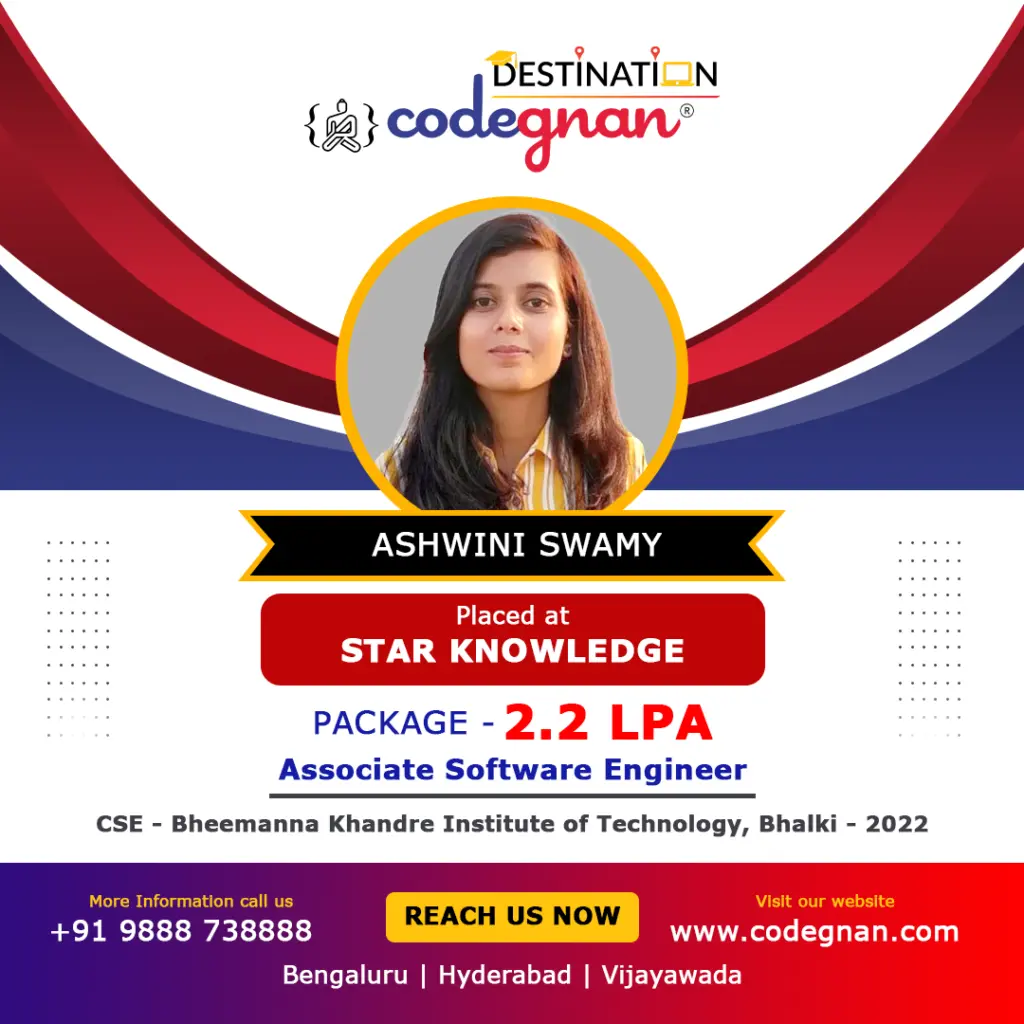 DESTINATION
codegnan®
ASHWINI SWAMY
Placed at
STAR KNOWLEDGE
PACKAGE - 2.2 LPA
Associate Software Engineer
CSE - Bheemanna Khandre Institute of Technology, Bhalki - 2022
More Information call us
+91 9888 738888
REACH US NOW
Visit our website
www.codegnan.com
Bengaluru | Hyderabad | Vijayawada